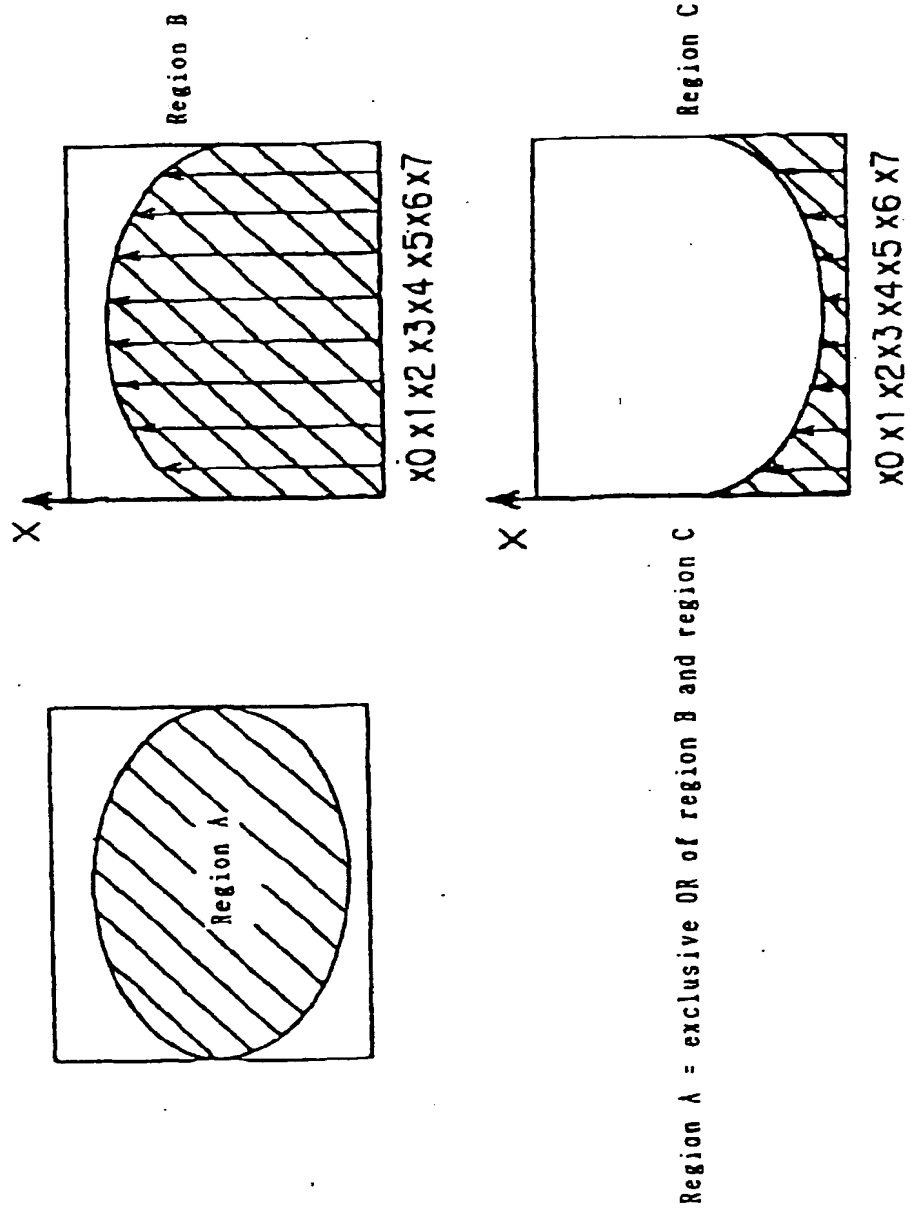 Region A
X
Region B
X0 X1 X2 X3 X4 X5 X6 X7
X
Region C
X0 X1 X2 X3 X4 X5 X6 X7
Region A = exclusive OR of region B and region C